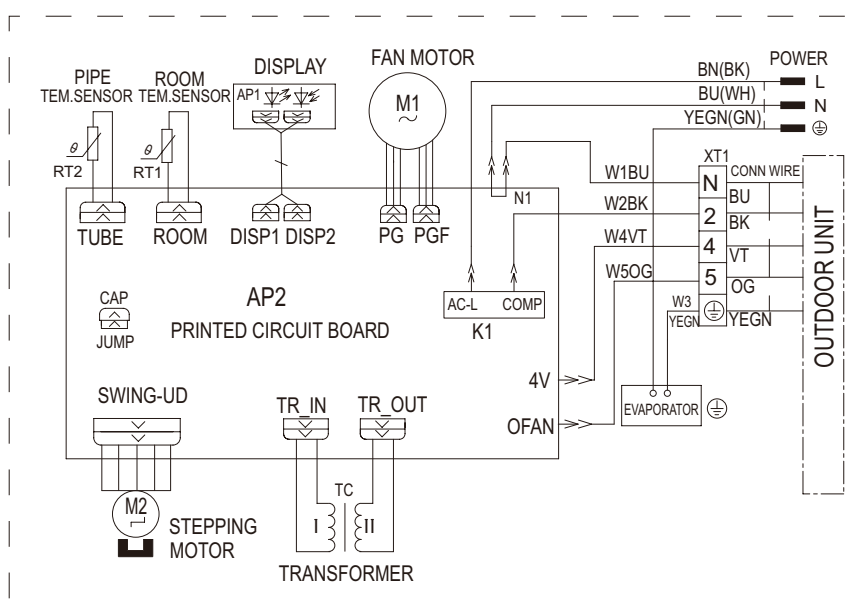 PIPE
TEM.SENSOR
ROOM
TEM.SENSOR
DISPLAY
AP1
FAN MOTOR
M1
~
BN(BK)
BU(WH)
YEGN(GN)
POWER
L
N
θ
RT2
θ
RT1
XT1
CONN WIRE
W1BU
N
BU
N1
W2BK
2
BK
TUBE
ROOM
DISP1 DISP2
PG PGF
W4VT
4
VT
W5OG
5
OG
W3
YEGN
YEGN
OUTDOOR UNIT
CAP
JUMP
AP2
PRINTED CIRCUIT BOARD
AC-L COMP
K1
4V
OFAN
EVAPORATOR
SWING-UD
TR_IN
TR_OUT
M2
STEPPING
MOTOR
TC
I
II
TRANSFORMER